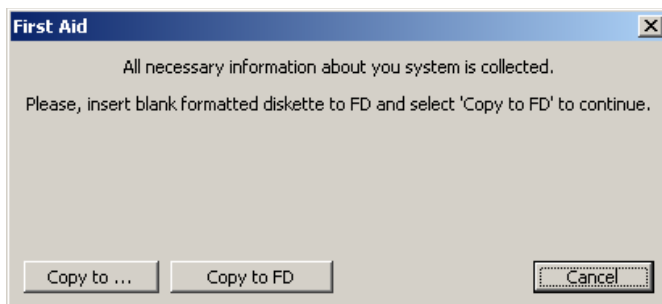 First Aid
All necessary information about you system is collected.
Please, insert blank formatted diskette to FD and select 'Copy to FD' to continue.
Copy to ... Copy to FD Cancel